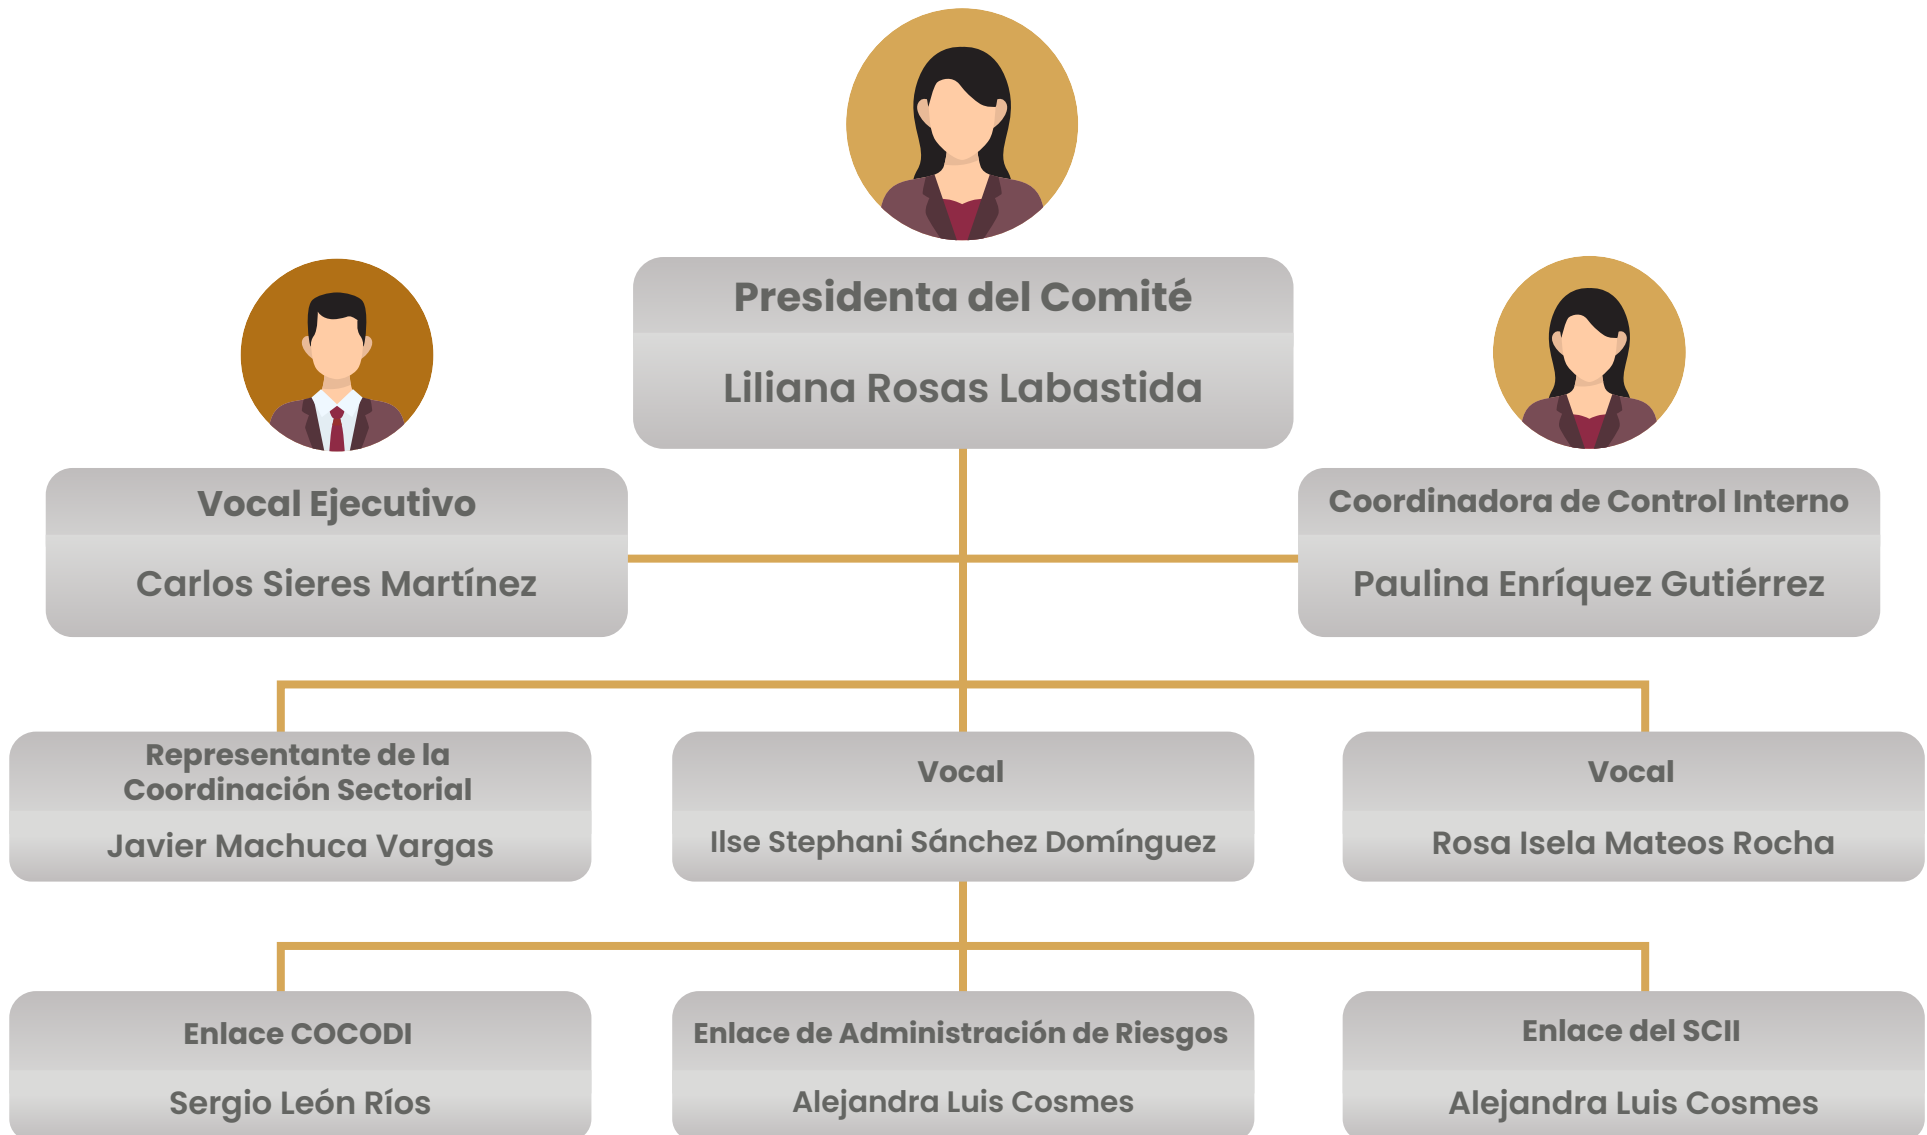 Presidenta del Comité
Liliana Rosas Labastida
Vocal Ejecutivo
Carlos Sieres Martínez
Coordinadora de Control Interno
Paulina Enríquez Gutiérrez
Representante de la
Coordinación Sectorial
Javier Machuca Vargas
Vocal
Ilse Stephani Sánchez Domínguez
Vocal
Rosa Isela Mateos Rocha
Enlace COCODI
Sergio León Ríos
Enlace de Administración de Riesgos
Alejandra Luis Cosmes
Enlace del SCII
Alejandra Luis Cosmes